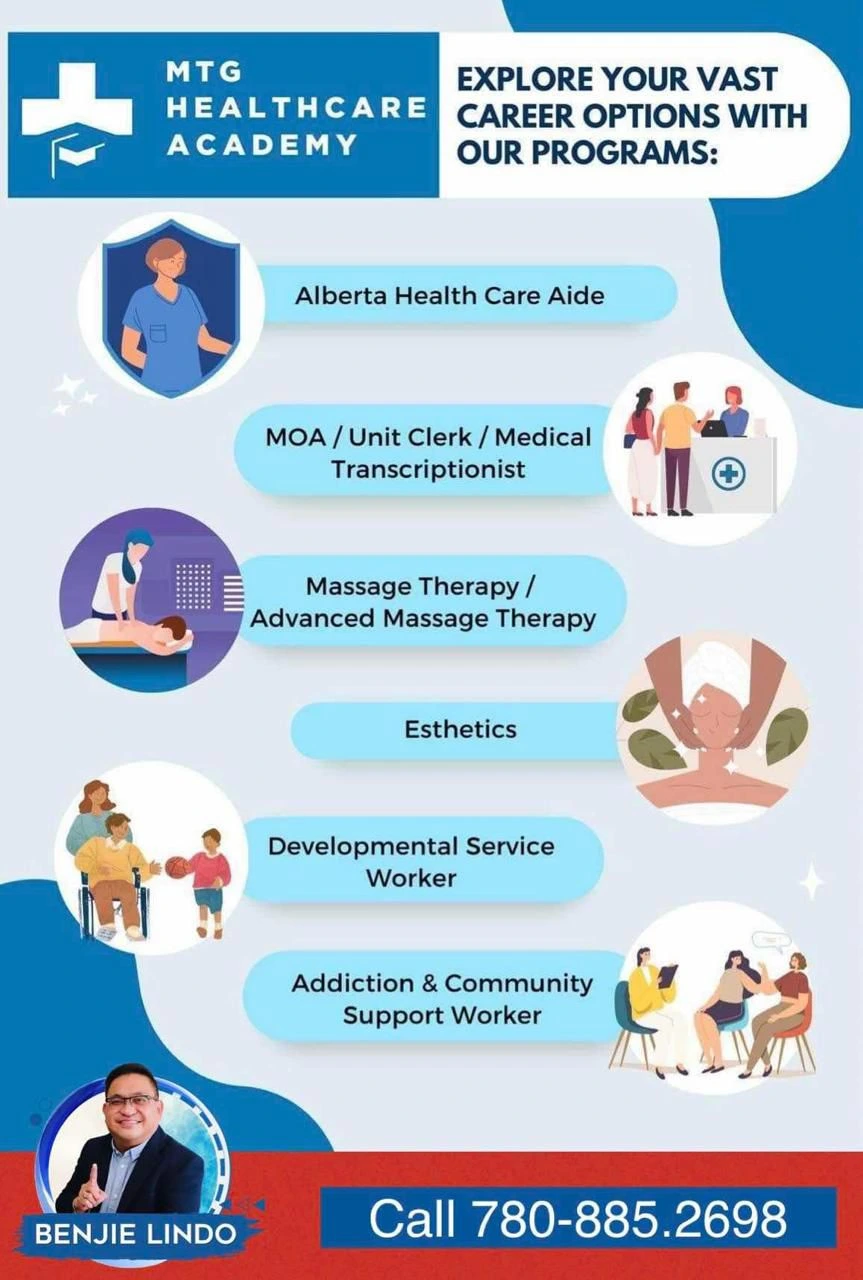 MTG
HEALTHCARE
ACADEMY
EXPLORE YOUR VAST
CAREER OPTIONS WITH
OUR PROGRAMS:
Alberta Health Care Aide
MOA / Unit Clerk / Medical
Transcriptionist
Massage Therapy /
Advanced Massage Therapy
Esthetics
Developmental Service
Worker
Addiction & Community
Support Worker
BENJIE LINDO
Call 780-885.2698